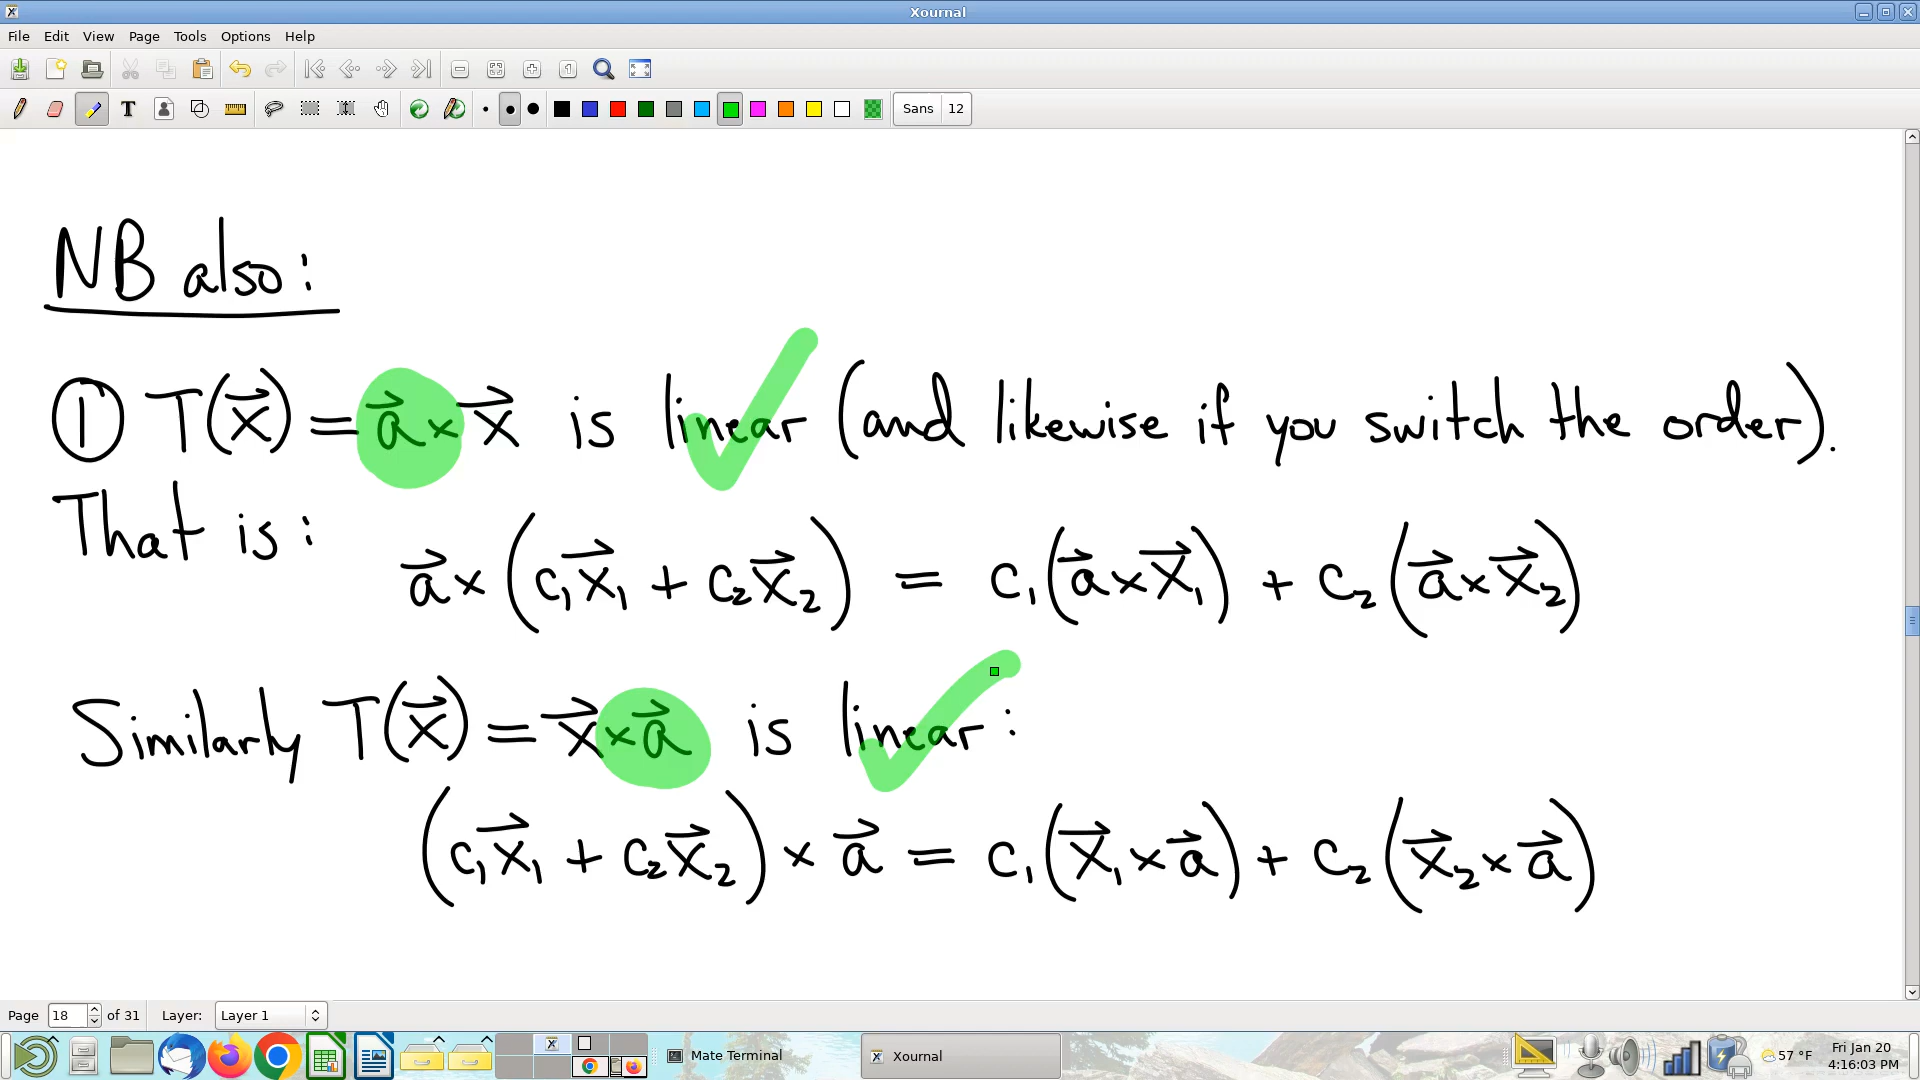 Xournal
File Edit View Page Tools Options Help
Sans 12
NB also:
① T(x⃗) = a⃗ × x⃗ is linear (and likewise if you switch the order).
That is:
a⃗ × (c₁x⃗₁ + c₂x⃗₂) = c₁(a⃗ × x⃗₁) + c₂(a⃗ × x⃗₂)
Similarly T(x⃗) = x⃗ × a⃗ is linear:
(c₁x⃗₁ + c₂x⃗₂) × a⃗ = c₁(x⃗₁ × a⃗) + c₂(x⃗₂ × a⃗)
Page 18 of 31 Layer: Layer 1
Mate Terminal Xournal 57 °F Fri Jan 20
4:16:03 PM